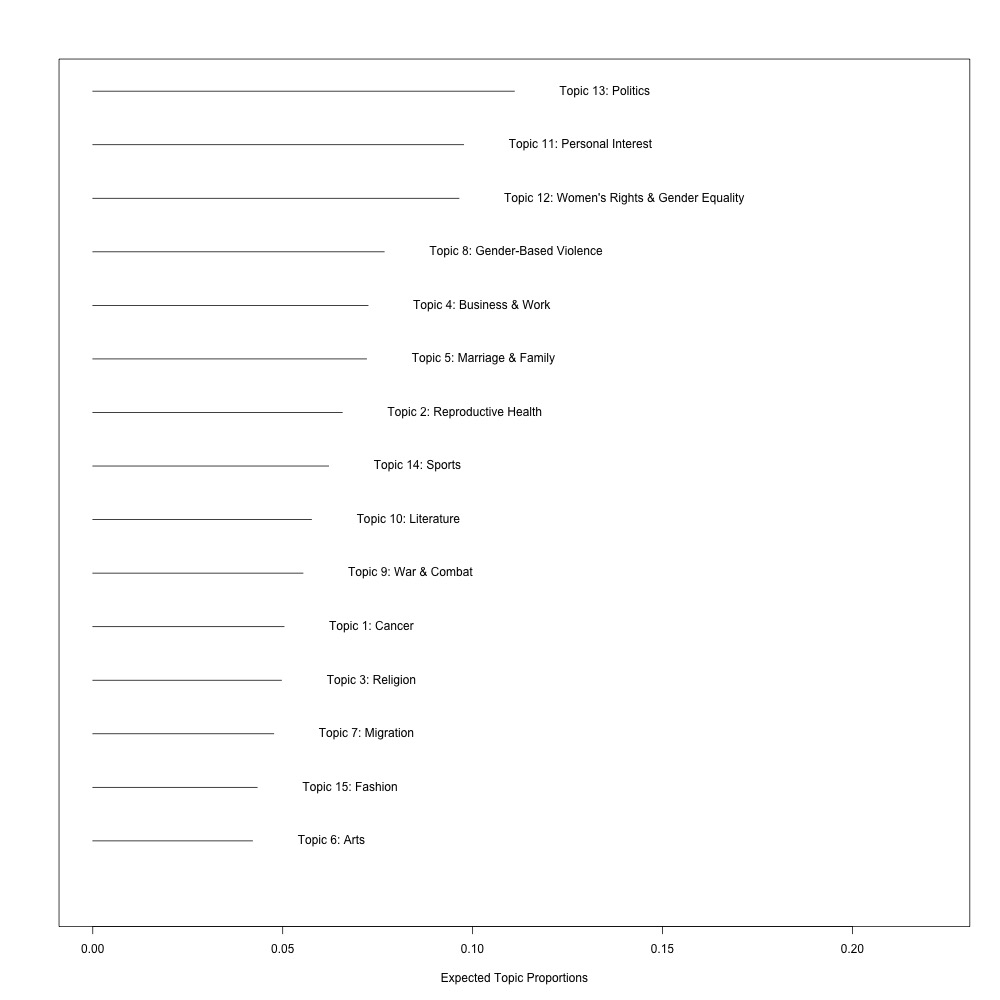 Topic 13: Politics
Topic 11: Personal Interest
Topic 12: Women's Rights & Gender Equality
Topic 8: Gender-Based Violence
Topic 4: Business & Work
Topic 5: Marriage & Family
Topic 2: Reproductive Health
Topic 14: Sports
Topic 10: Literature
Topic 9: War & Combat
Topic 1: Cancer
Topic 3: Religion
Topic 7: Migration
Topic 15: Fashion
Topic 6: Arts
0.00 0.05 0.10 0.15 0.20
Expected Topic Proportions